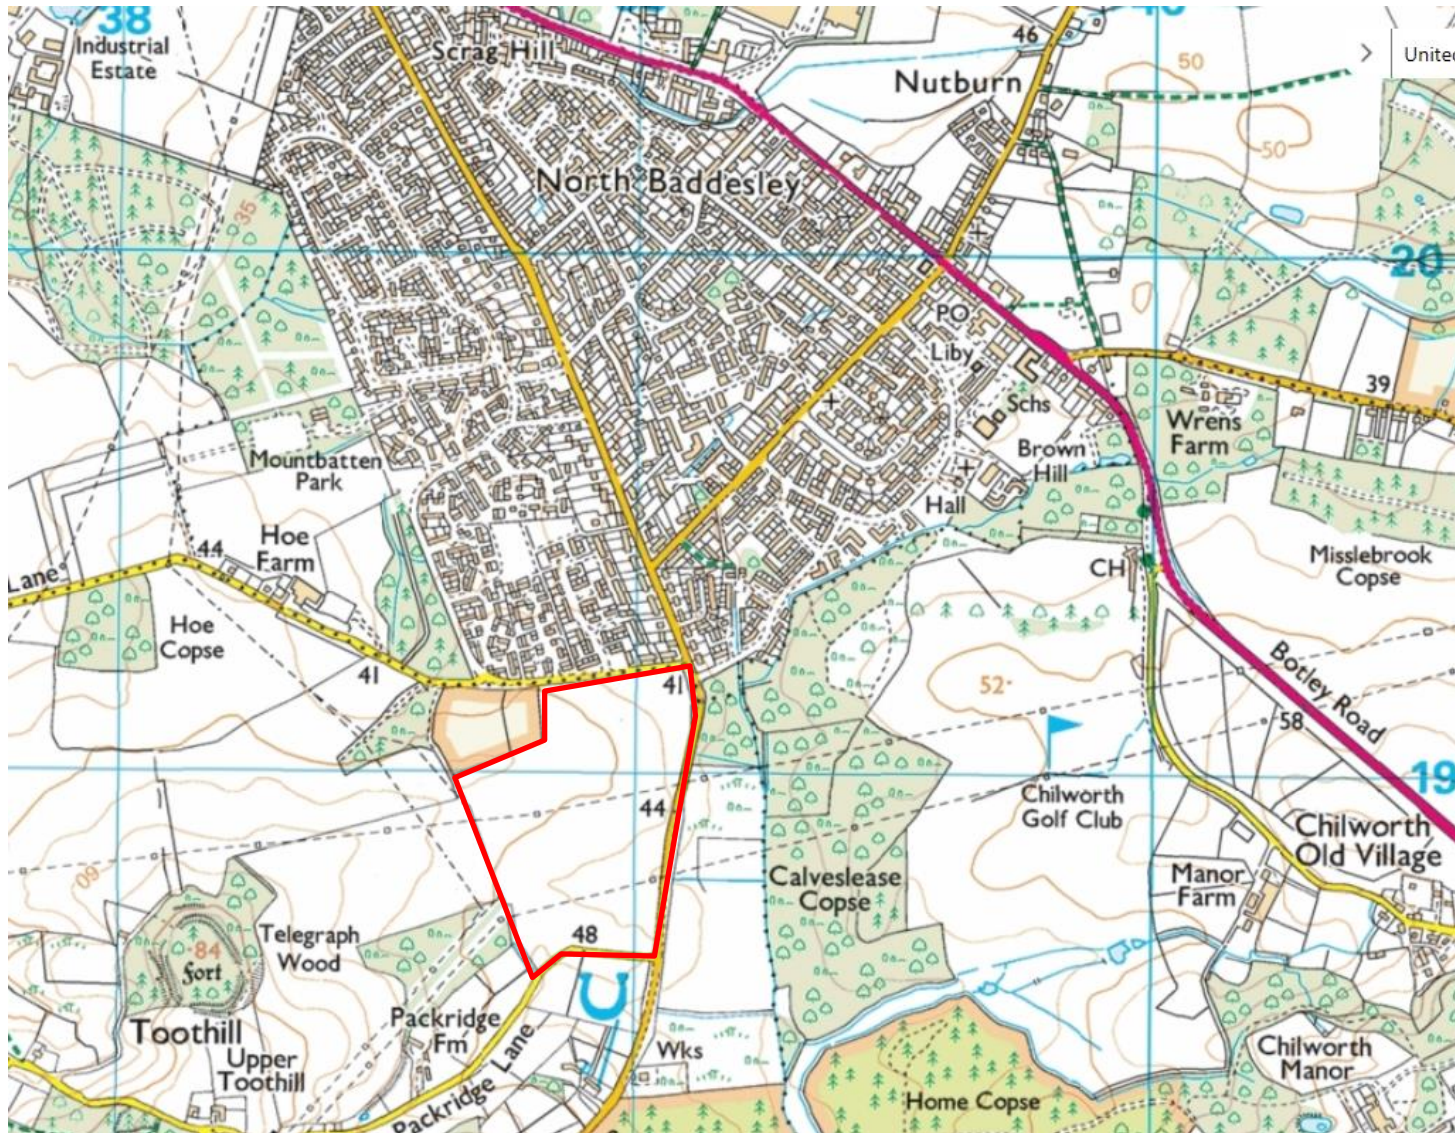 38
Industrial
Estate
Scrag Hill
46
Nutburn
50
United
50
35
North Baddesley
20
PO
Liby
Schs
39
Wrens
Farm
Brown
Hill
Mountbatten
Park
Hall
Hoe
Farm
44
Lane
CH
Misslebrook
Copse
Hoe
Copse
41
41
52
Botley Road
58
19
44
Chilworth
Golf Club
Chilworth
Old Village
60
Calveslease
Copse
Manor
Farm
84
Fort
Telegraph
Wood
48
Toothill
Upper
Toothill
Packridge
Fm
Packridge Lane
Wks
Chilworth
Manor
Home Copse